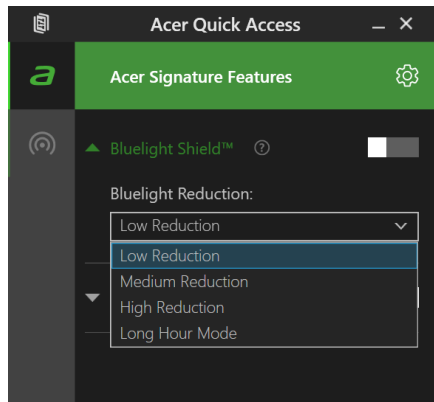 Acer Quick Access
Acer Signature Features
Bluelight Shield™
Bluelight Reduction:
Low Reduction
Low Reduction
Medium Reduction
High Reduction
Long Hour Mode